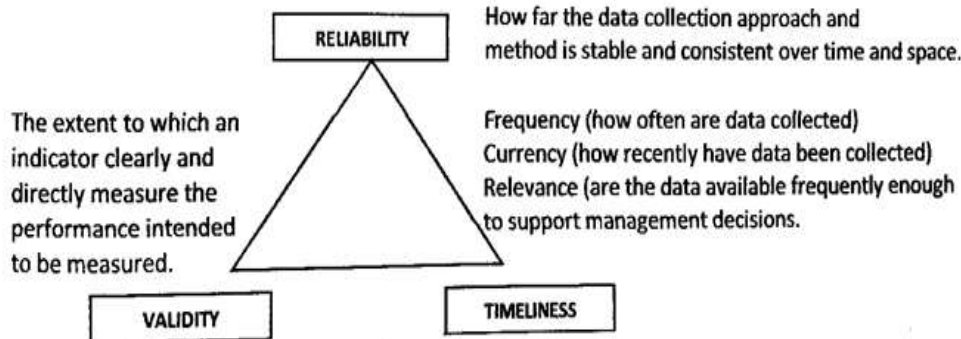 RELIABILITY
How far the data collection approach and
method is stable and consistent over time and space.
The extent to which an
indicator clearly and
directly measure the
performance intended
to be measured.
Frequency (how often are data collected)
Currency (how recently have data been collected)
Relevance (are the data available frequently enough
to support management decisions.
VALIDITY
TIMELINESS